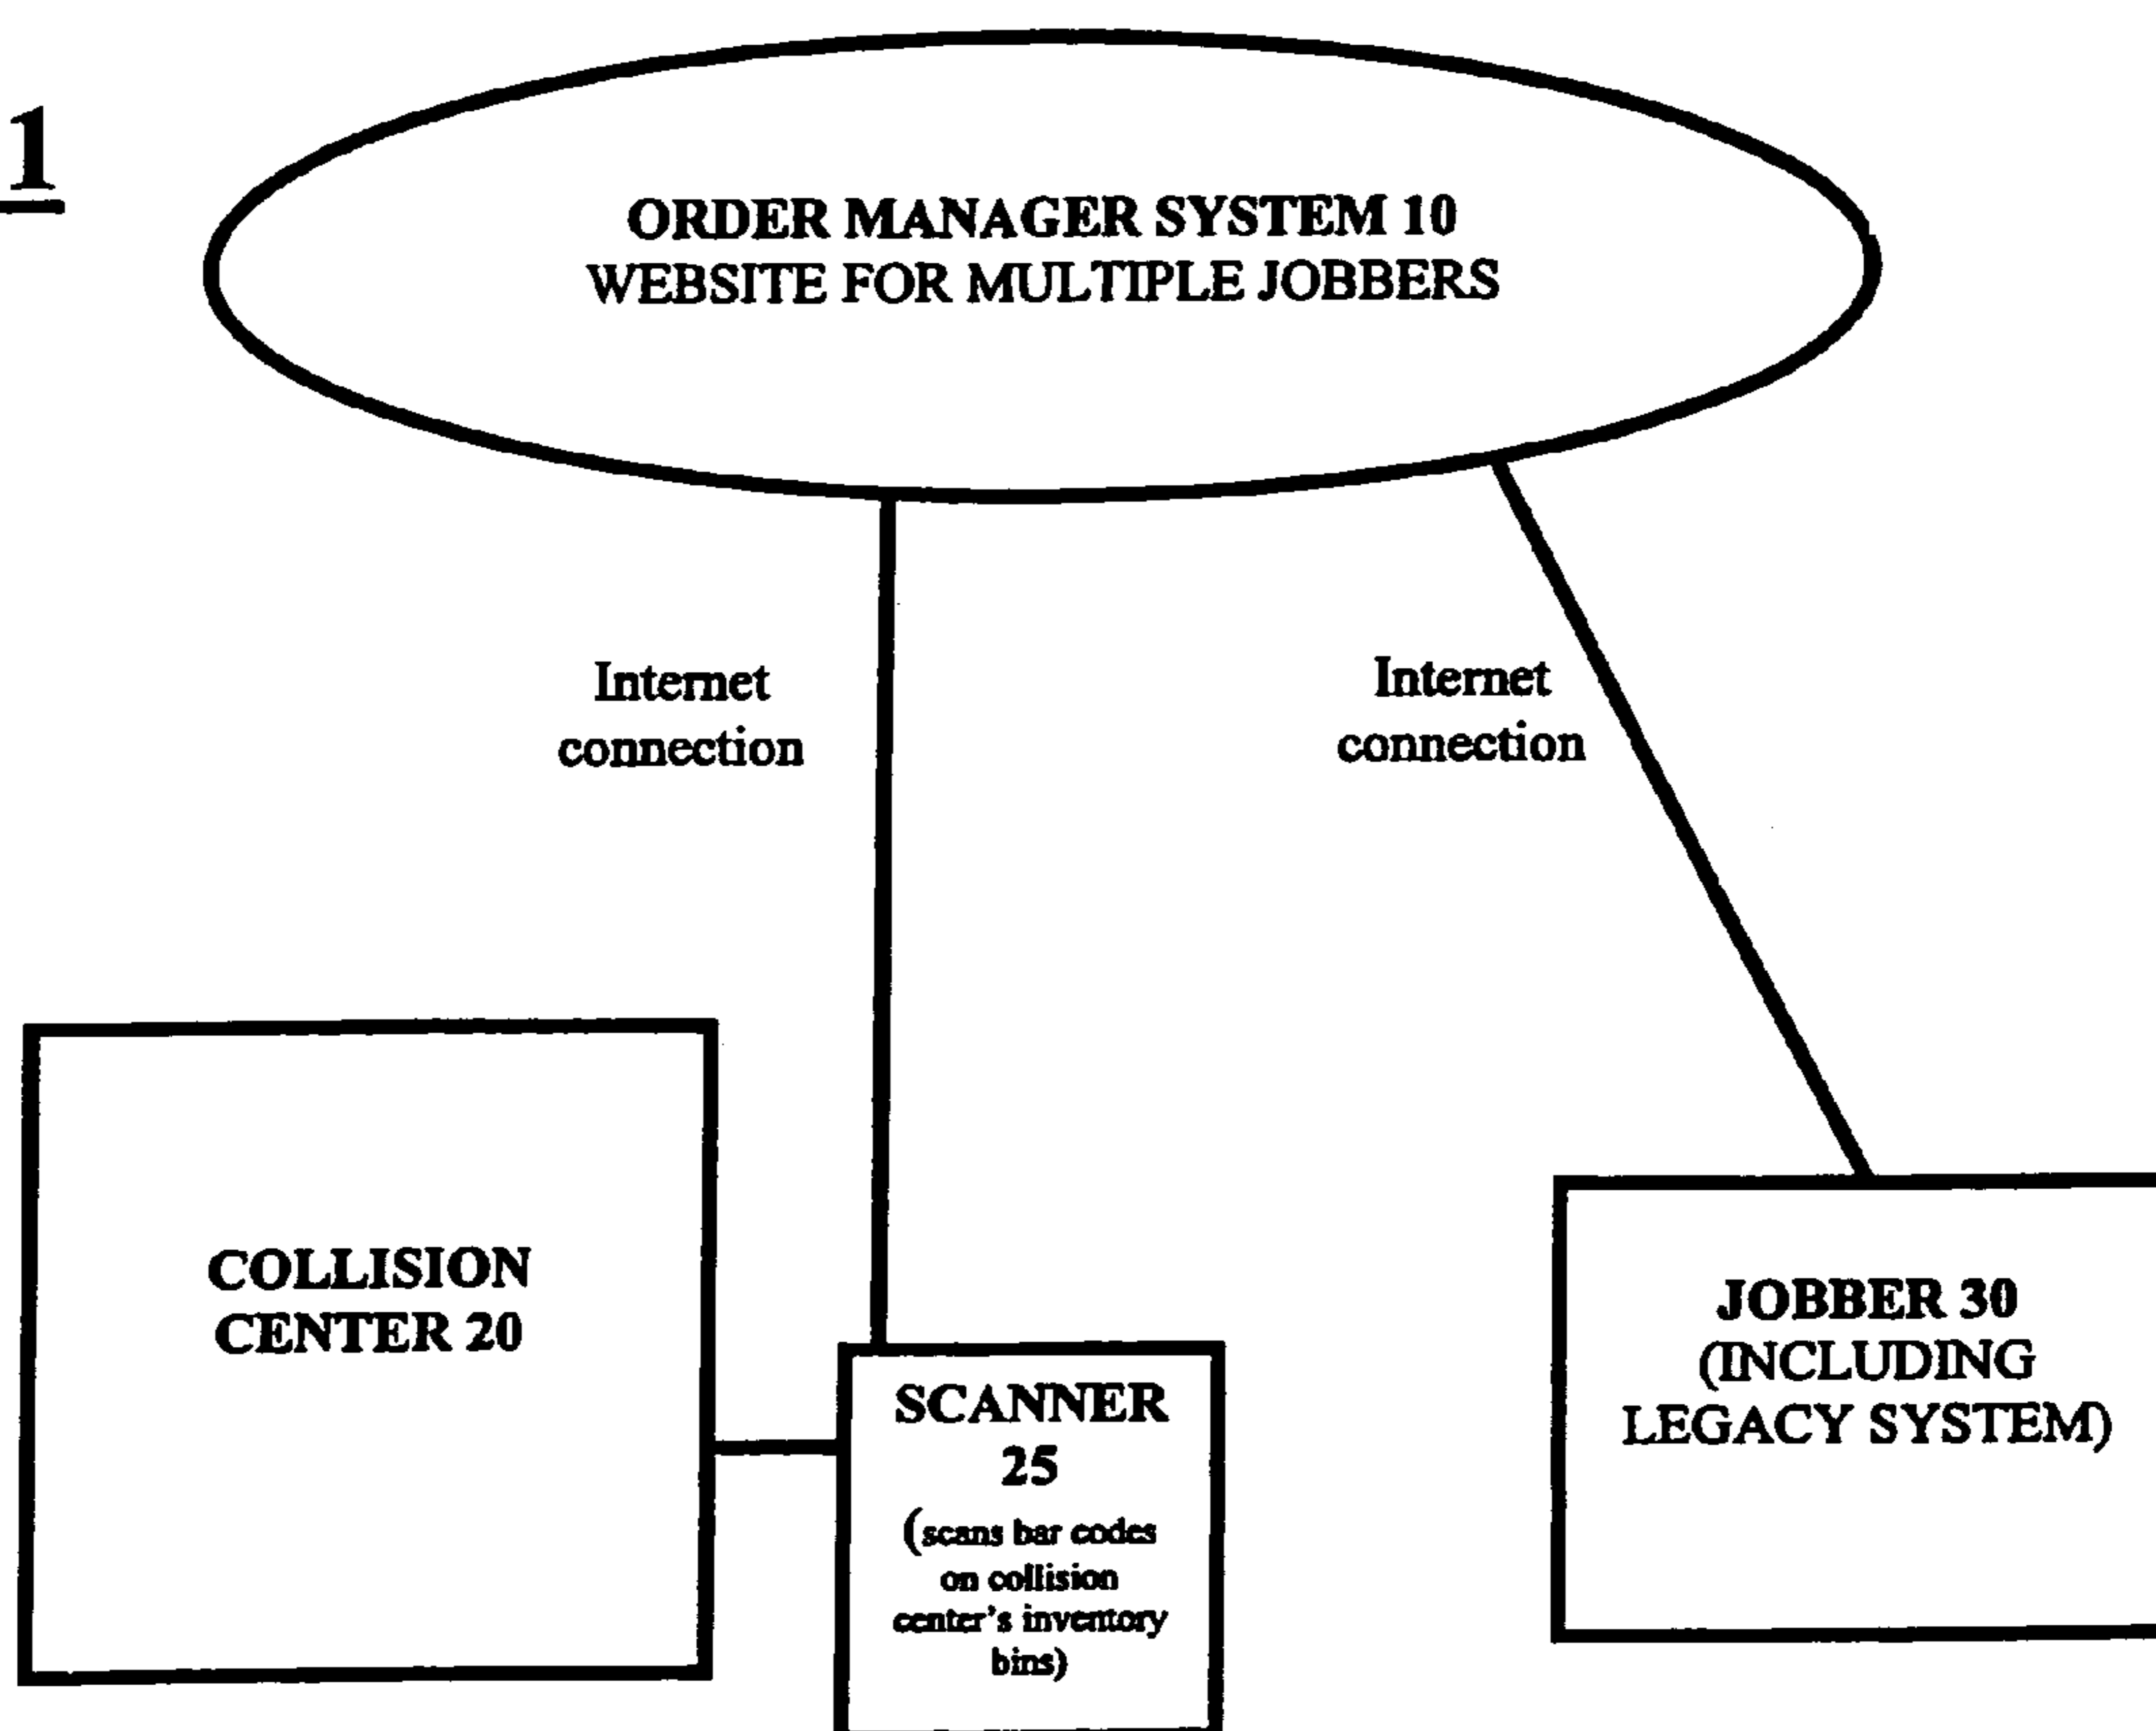 1
ORDER MANAGER SYSTEM 10
WEBSITE FOR MULTIPLE JOBBERS
Internet
connection
Internet
connection
COLLISION
CENTER 20
SCANNER
25
(scans bar codes
on collision
center's inventory
bins)
JOBBER 30
(INCLUDING
LEGACY SYSTEM)